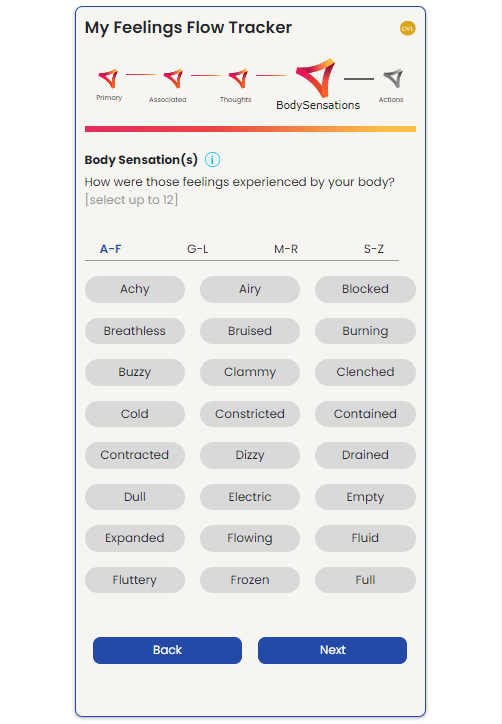 My Feelings Flow Tracker
CVL
Primary
Associated
Thoughts
BodySensations
Actions
Body Sensation(s) i
How were those feelings experienced by your body?
[select up to 12]
A-F G-L M-R S-Z
Achy Airy Blocked
Breathless Bruised Burning
Buzzy Clammy Clenched
Cold Constricted Contained
Contracted Dizzy Drained
Dull Electric Empty
Expanded Flowing Fluid
Fluttery Frozen Full
Back Next